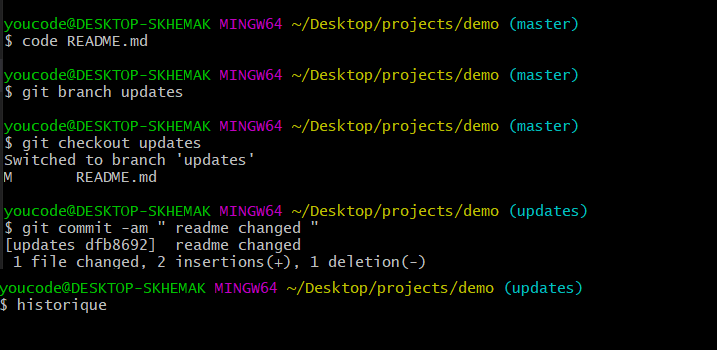 youcode@DESKTOP-SKHEMAK MINGW64 ~/Desktop/projects/demo (master)
$ code README.md
youcode@DESKTOP-SKHEMAK MINGW64 ~/Desktop/projects/demo (master)
$ git branch updates
youcode@DESKTOP-SKHEMAK MINGW64 ~/Desktop/projects/demo (master)
$ git checkout updates
Switched to branch 'updates'
M       README.md
youcode@DESKTOP-SKHEMAK MINGW64 ~/Desktop/projects/demo (updates)
$ git commit -am " readme changed "
[updates dfb8692]  readme changed
 1 file changed, 2 insertions(+), 1 deletion(-)
youcode@DESKTOP-SKHEMAK MINGW64 ~/Desktop/projects/demo (updates)
$ historique